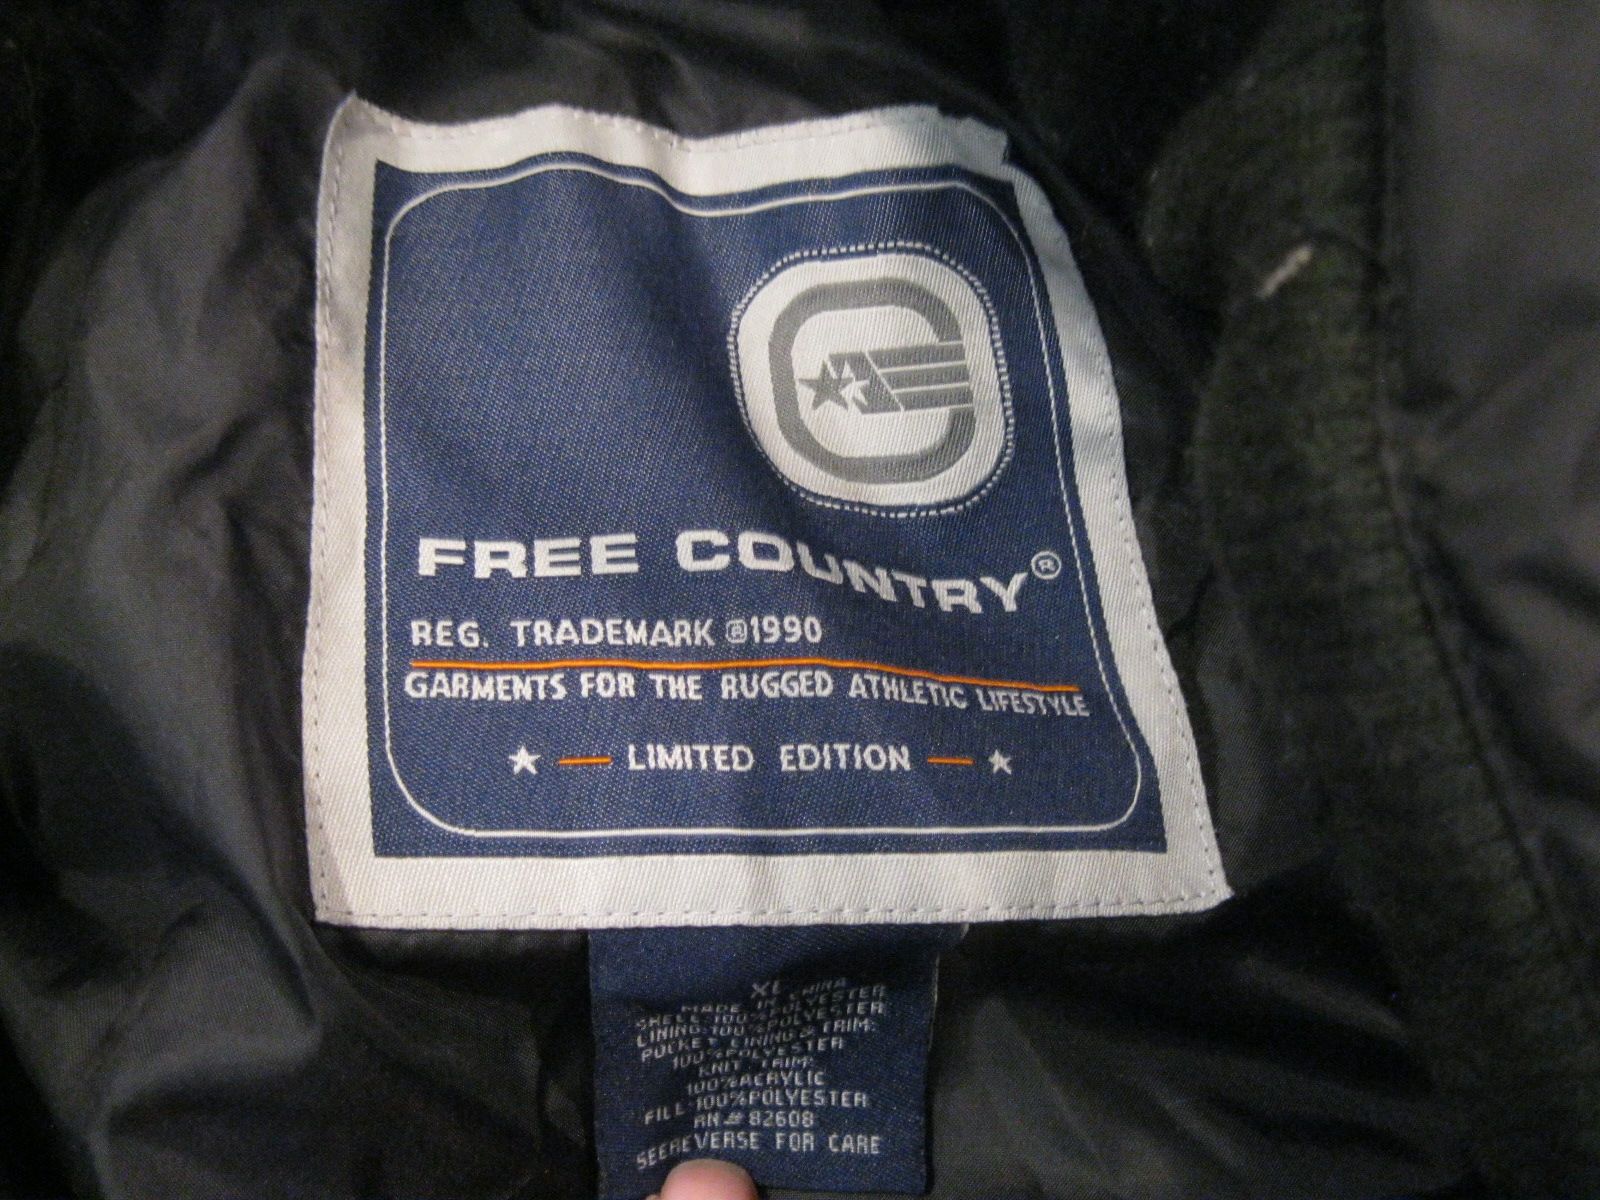 FREE COUNTRY®
REG. TRADEMARK ®1990
GARMENTS FOR THE RUGGED ATHLETIC LIFESTYLE
★ — LIMITED EDITION — ★
XL
MADE IN CHINA
SHELL:100%POLYESTER
LINING:100%POLYESTER
POCKET LINING & TRIM:
100%POLYESTER
KNIT TRIM:
100%ACRYLIC
FILL:100%POLYESTER
RN# 82608
SEEREVERSE FOR CARE